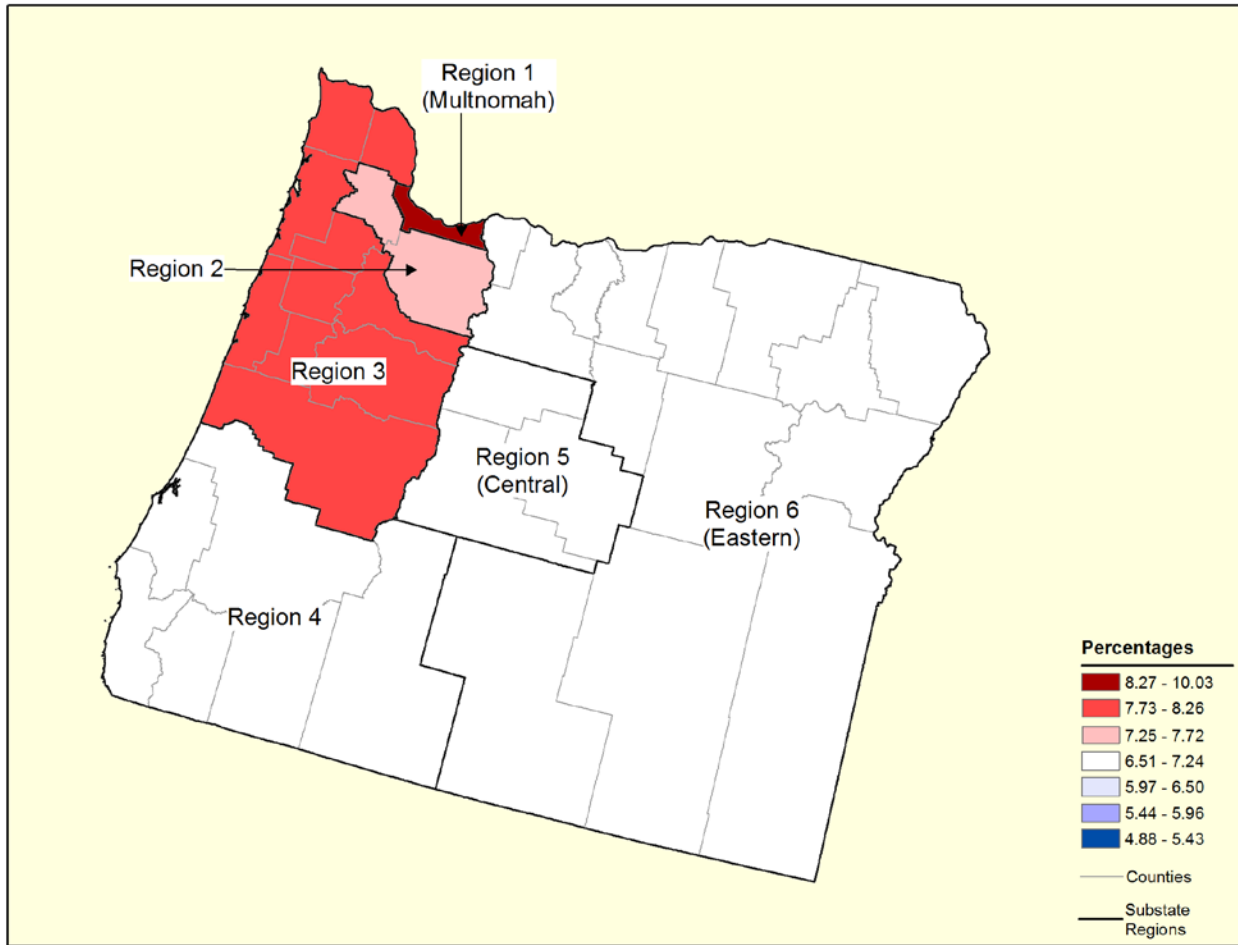 Region 1
(Multnomah)
Region 2
Region 3
Region 5
(Central)
Region 6
(Eastern)
Region 4
Percentages
8.27 - 10.03
7.73 - 8.26
7.25 - 7.72
6.51 - 7.24
5.97 - 6.50
5.44 - 5.96
4.88 - 5.43
Counties
Substate
Regions